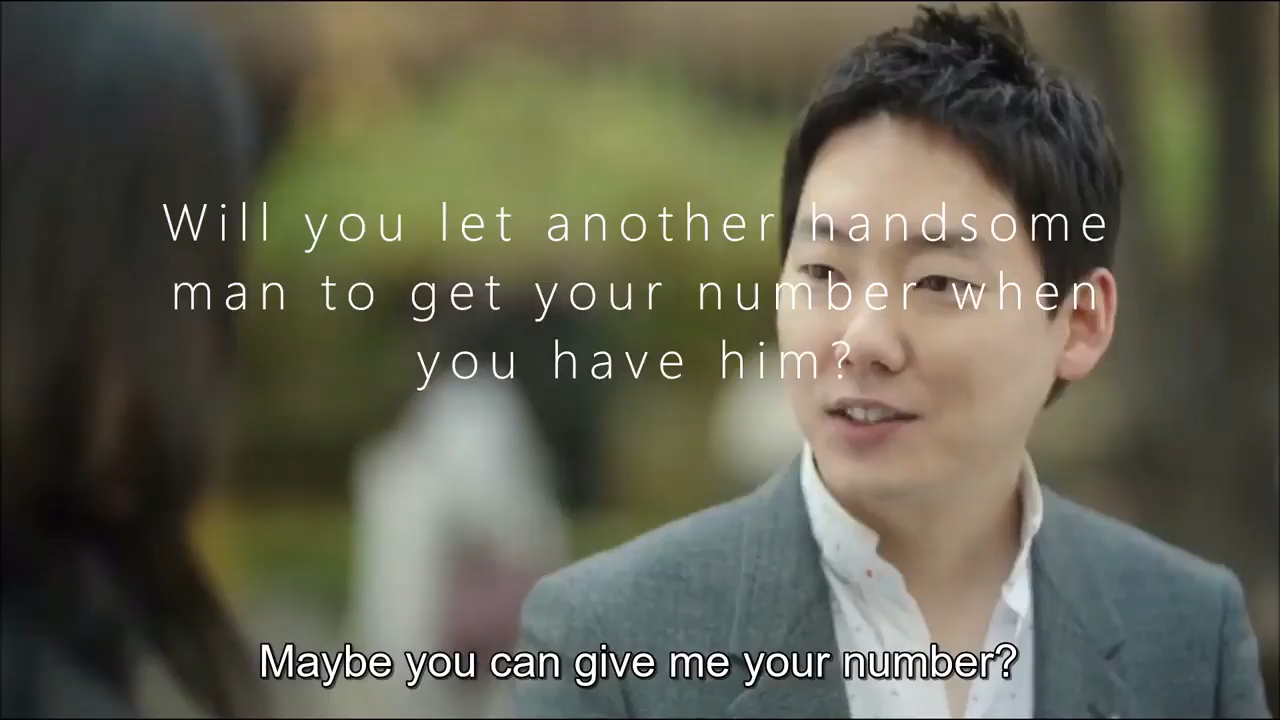 Will you let another handsome
man to get your number when
you have him?
Maybe you can give me your number?